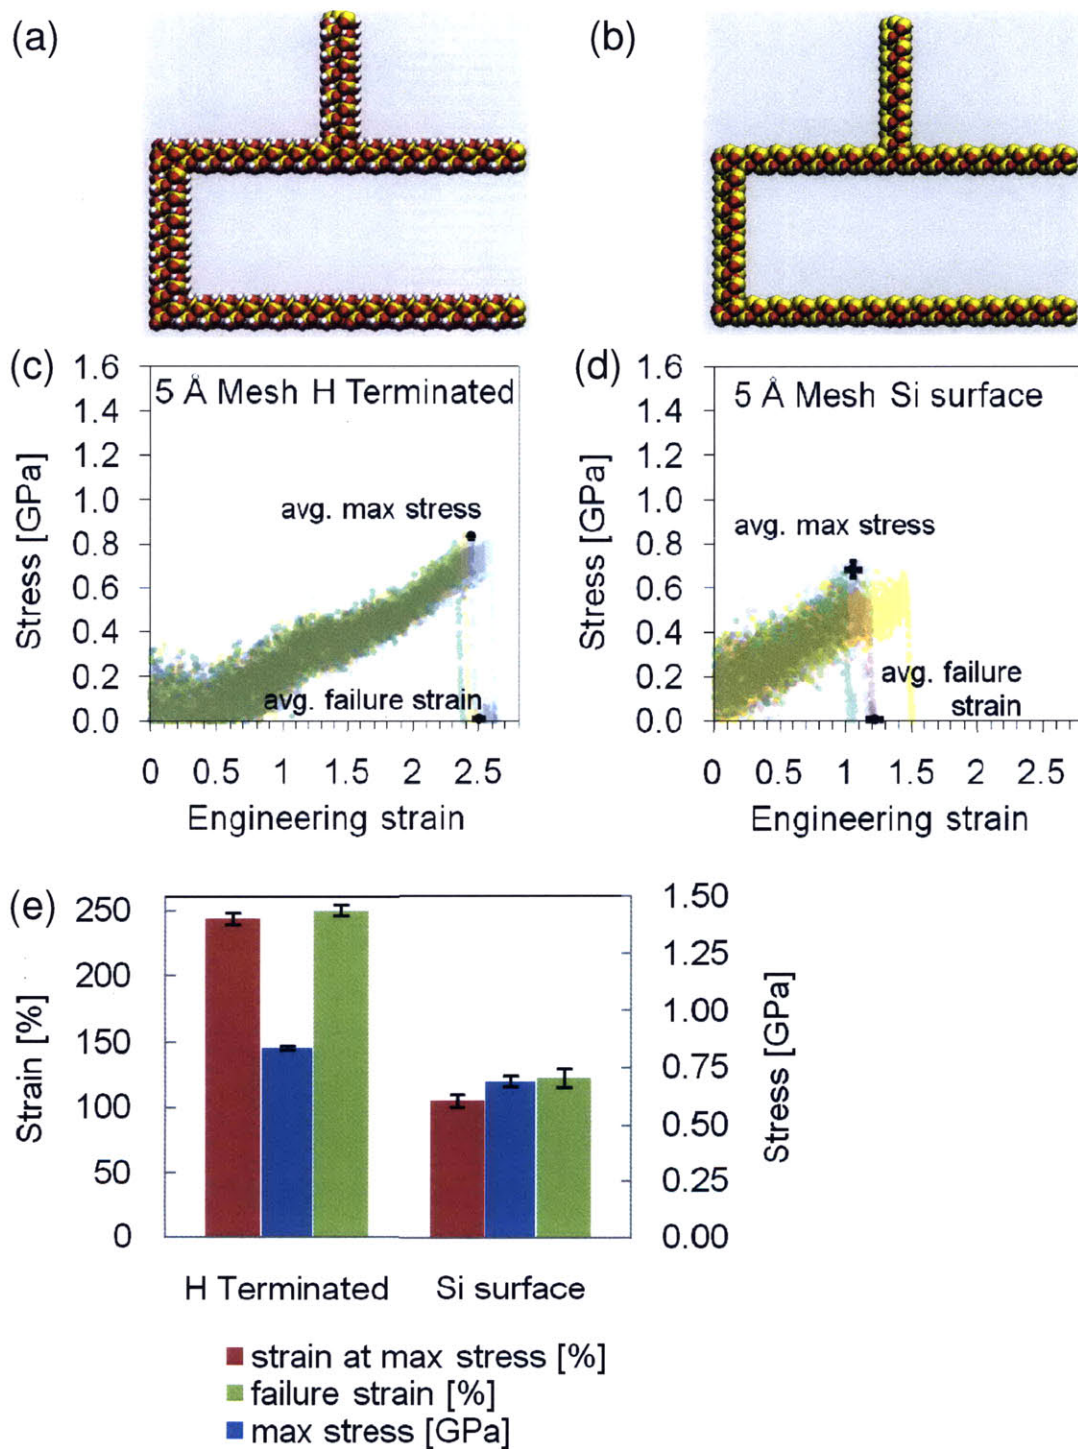 (a)
(b)
(c)
5 Å Mesh H Terminated
1.6
1.4
1.2
1.0
0.8
0.6
0.4
0.2
0.0
Stress [GPa]
avg. max stress
avg. failure strain
0 0.5 1 1.5 2 2.5
Engineering strain
(d)
5 Å Mesh Si surface
1.6
1.4
1.2
1.0
0.8
0.6
0.4
0.2
0.0
Stress [GPa]
avg. max stress
avg. failure
strain
0 0.5 1 1.5 2 2.5
Engineering strain
(e)
250
200
150
100
50
0
Strain [%]
1.50
1.25
1.00
0.75
0.50
0.25
0.00
Stress [GPa]
H Terminated
Si surface
strain at max stress [%]
failure strain [%]
max stress [GPa]